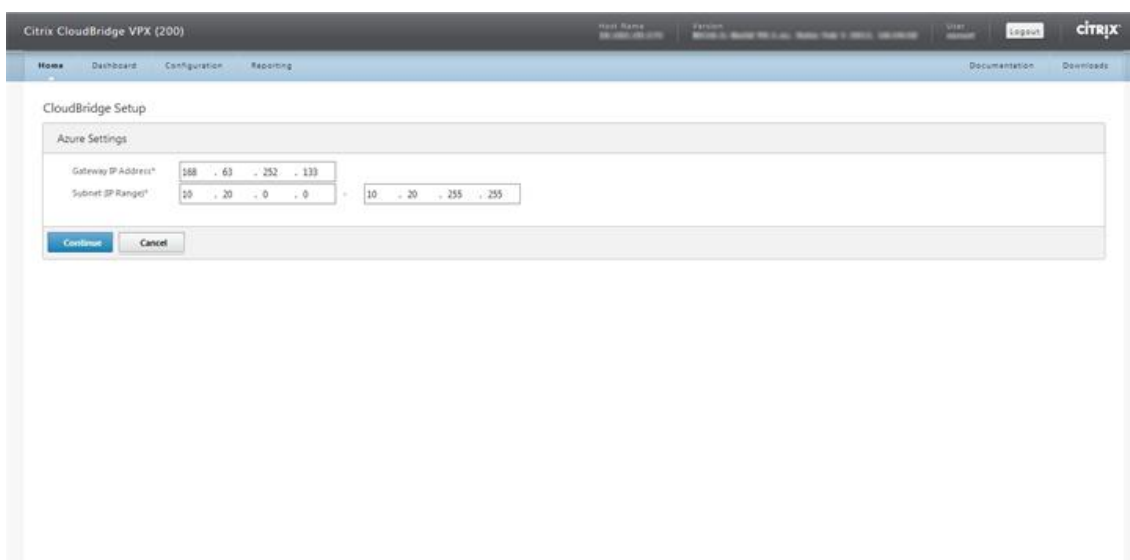 Citrix CloudBridge VPX (200)
Host Name
Version
User
Logout
CİTRIX
Home Dashboard Configuration Reporting Documentation Downloads
CloudBridge Setup
Azure Settings
Gateway IP Address* 168 . 63 . 252 . 133
Subnet (IP Range)* 10 . 20 . 0 . 0 - 10 . 20 . 255 . 255
Continue Cancel